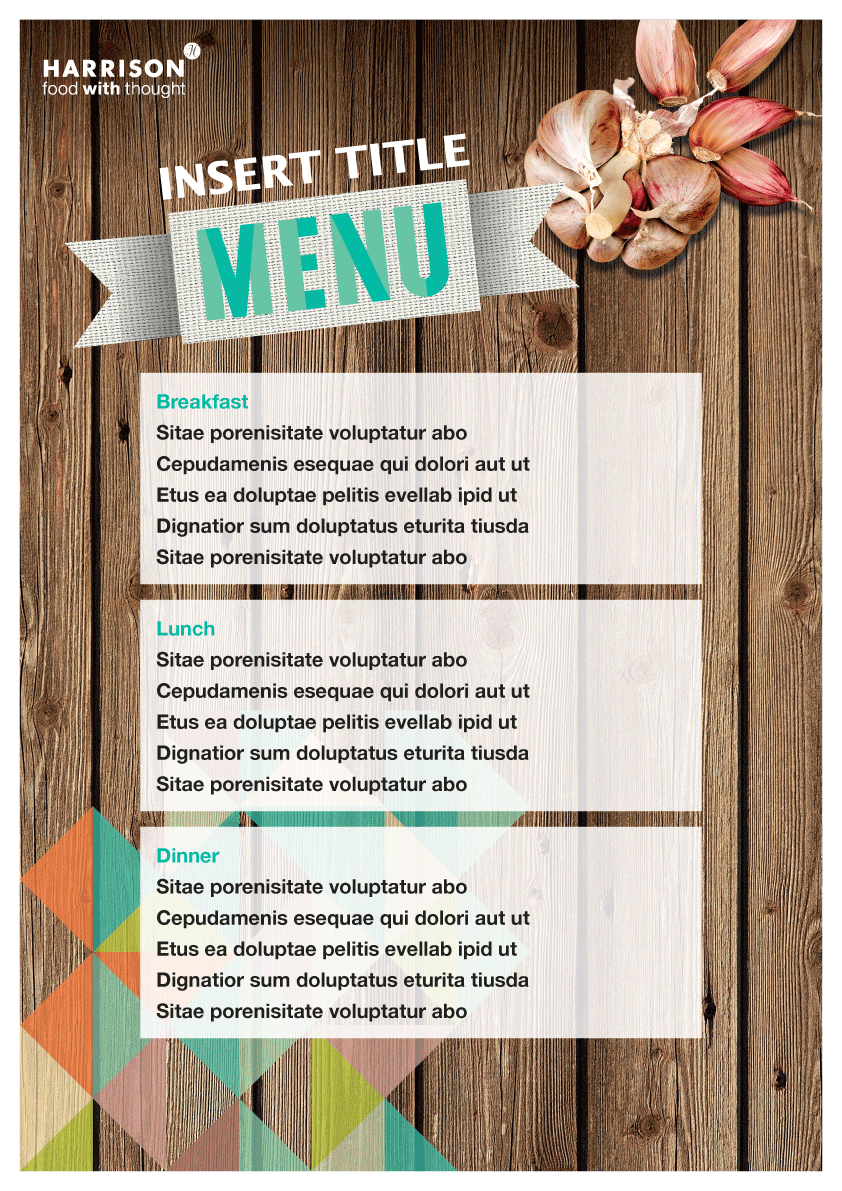 HARRISON
food with thought
INSERT TITLE
MENU
Breakfast
Sitae porenisitate voluptatur abo
Cepudamenis esequae qui dolori aut ut
Etus ea doluptae pelitis evellab ipid ut
Dignatior sum doluptatus eturita tiusda
Sitae porenisitate voluptatur abo
Lunch
Sitae porenisitate voluptatur abo
Cepudamenis esequae qui dolori aut ut
Etus ea doluptae pelitis evellab ipid ut
Dignatior sum doluptatus eturita tiusda
Sitae porenisitate voluptatur abo
Dinner
Sitae porenisitate voluptatur abo
Cepudamenis esequae qui dolori aut ut
Etus ea doluptae pelitis evellab ipid ut
Dignatior sum doluptatus eturita tiusda
Sitae porenisitate voluptatur abo